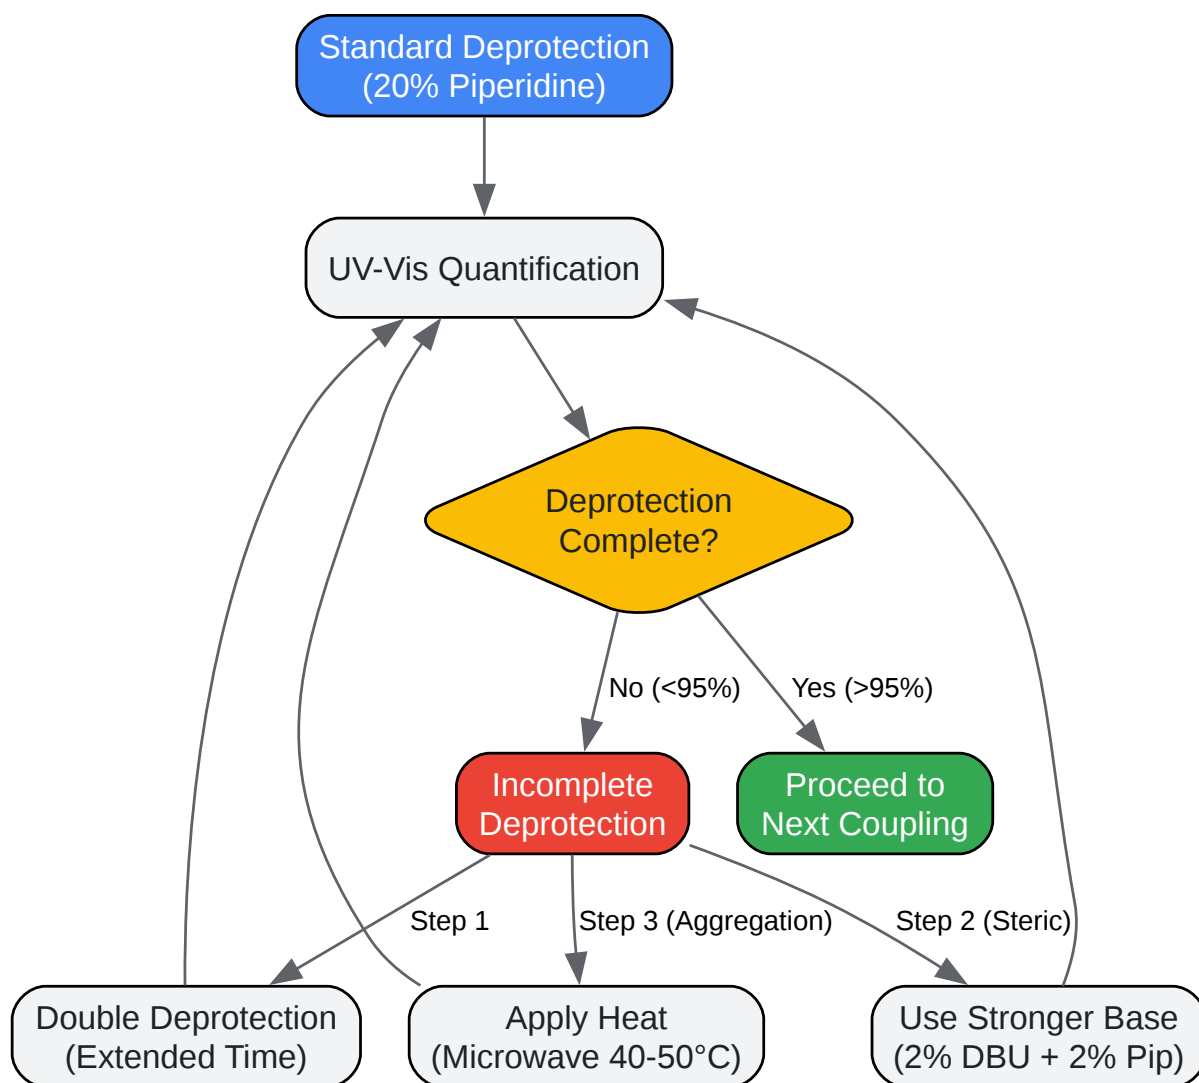 Standard Deprotection
(20% Piperidine)
UV-Vis Quantification
Deprotection
Complete?
No (<95%)
Yes (>95%)
Incomplete
Deprotection
Proceed to
Next Coupling
Step 1
Step 3 (Aggregation)
Step 2 (Steric)
Double Deprotection
(Extended Time)
Apply Heat
(Microwave 40-50°C)
Use Stronger Base
(2% DBU + 2% Pip)